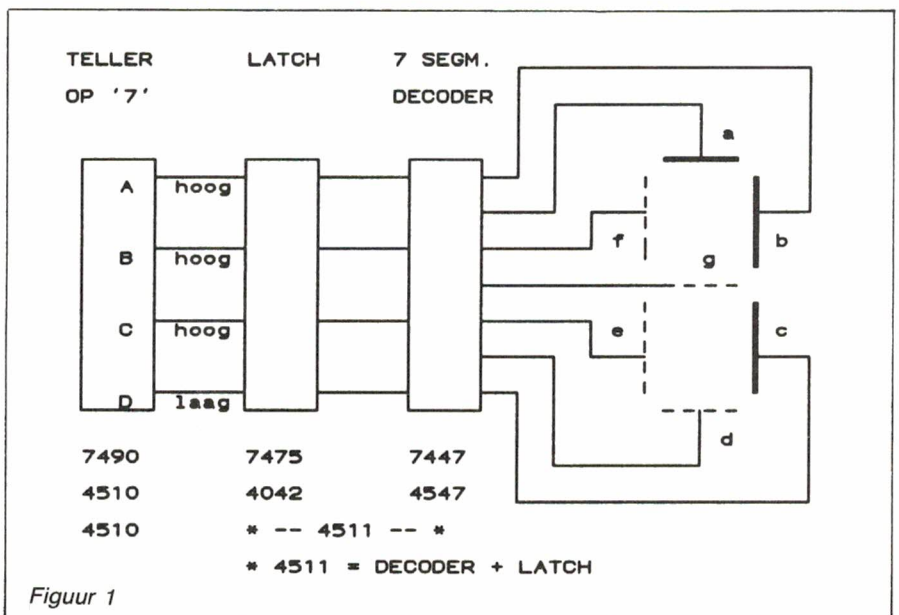 TELLER LATCH 7 SEGM.
OP '7' DECODER
a
A hoog
f b
B hoog g
C hoog e c
D laag
d
7490 7475 7447
4510 4042 4547
4510 * -- 4511 -- *
* 4511 = DECODER + LATCH
Figuur 1